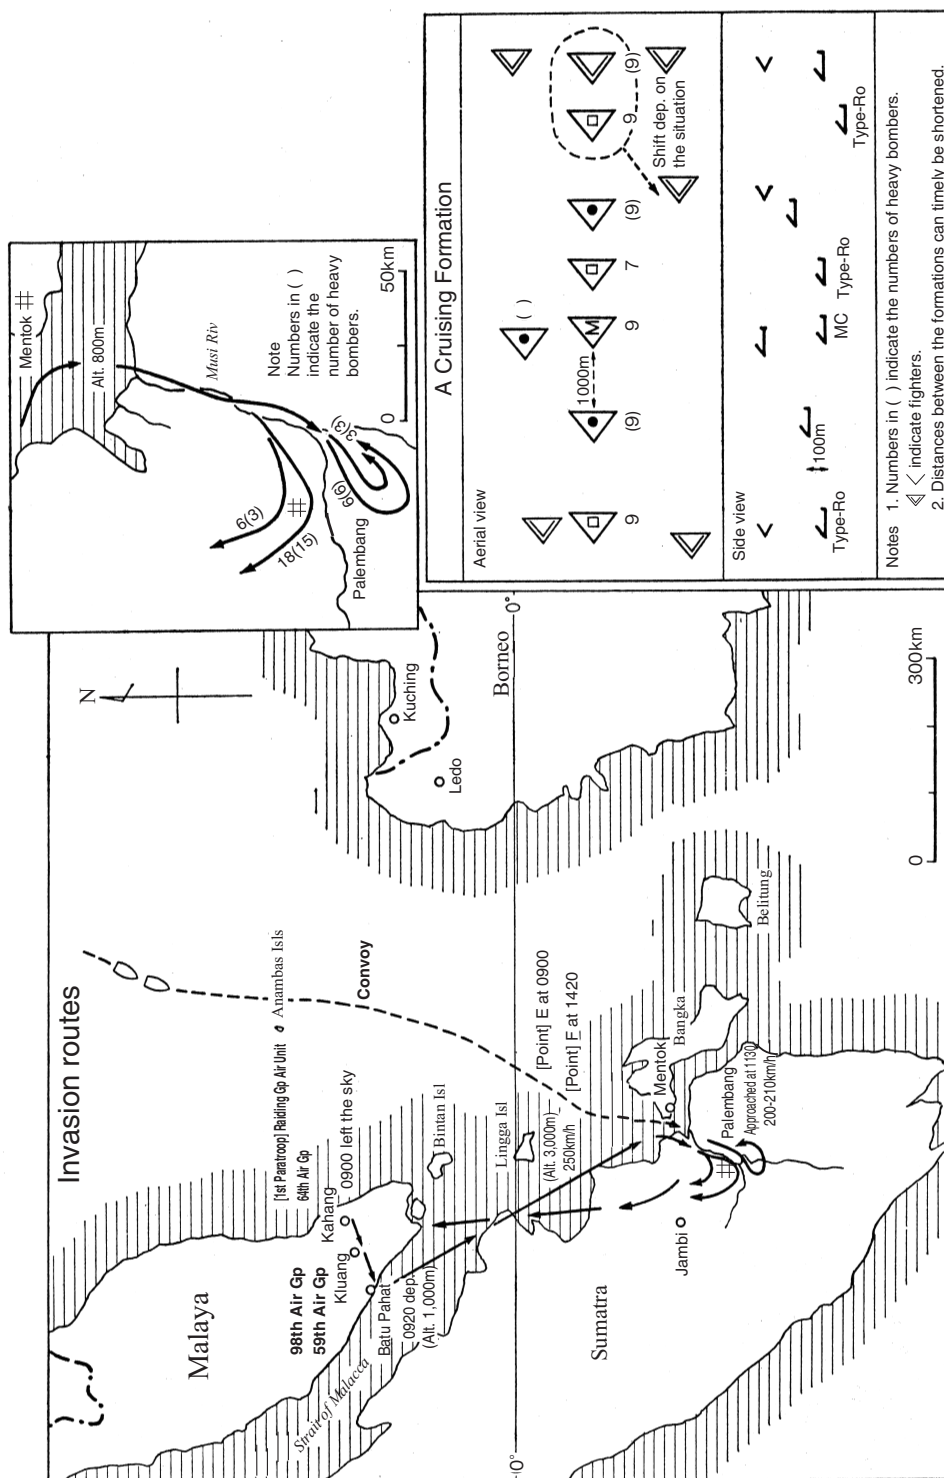 Invasion routes
N
Malaya
98th Air Gp
59th Air Gp
Kluang
Kahang
0900 left the sky
[1st Paratroop] Raiding Gp Air Unit
64th Air Gp
Anambas Isls
Convoy
Batu Pahat
0920 dep.
(Alt. 1,000m)
Strait of Malacca
Bintan Isl
Lingga Isl
(Alt. 3,000m)
250km/h
[Point] E at 0900
[Point] F at 1420
Kuching
Ledo
Borneo
0°
Sumatra
Jambi
Mentok
Bangka
Palembang
Approached at 1130
200-210km/h
Belitung
0
300km
Mentok
Alt. 800m
Musi Riv
Note
Numbers in ( )
indicate the
number of heavy
bombers.
6(3)
18(15)
6(6)
3(3)
Palembang
0
50km
A Cruising Formation
Aerial view
( )
M
1000m
9
(9)
9
7
(9)
9
(9)
Shift dep. on
the situation
Side view
100m
Type-Ro
MC
Type-Ro
Type-Ro
Notes 1. Numbers in ( ) indicate the numbers of heavy bombers.
< indicate fighters.
2. Distances between the formations can timely be shortened.